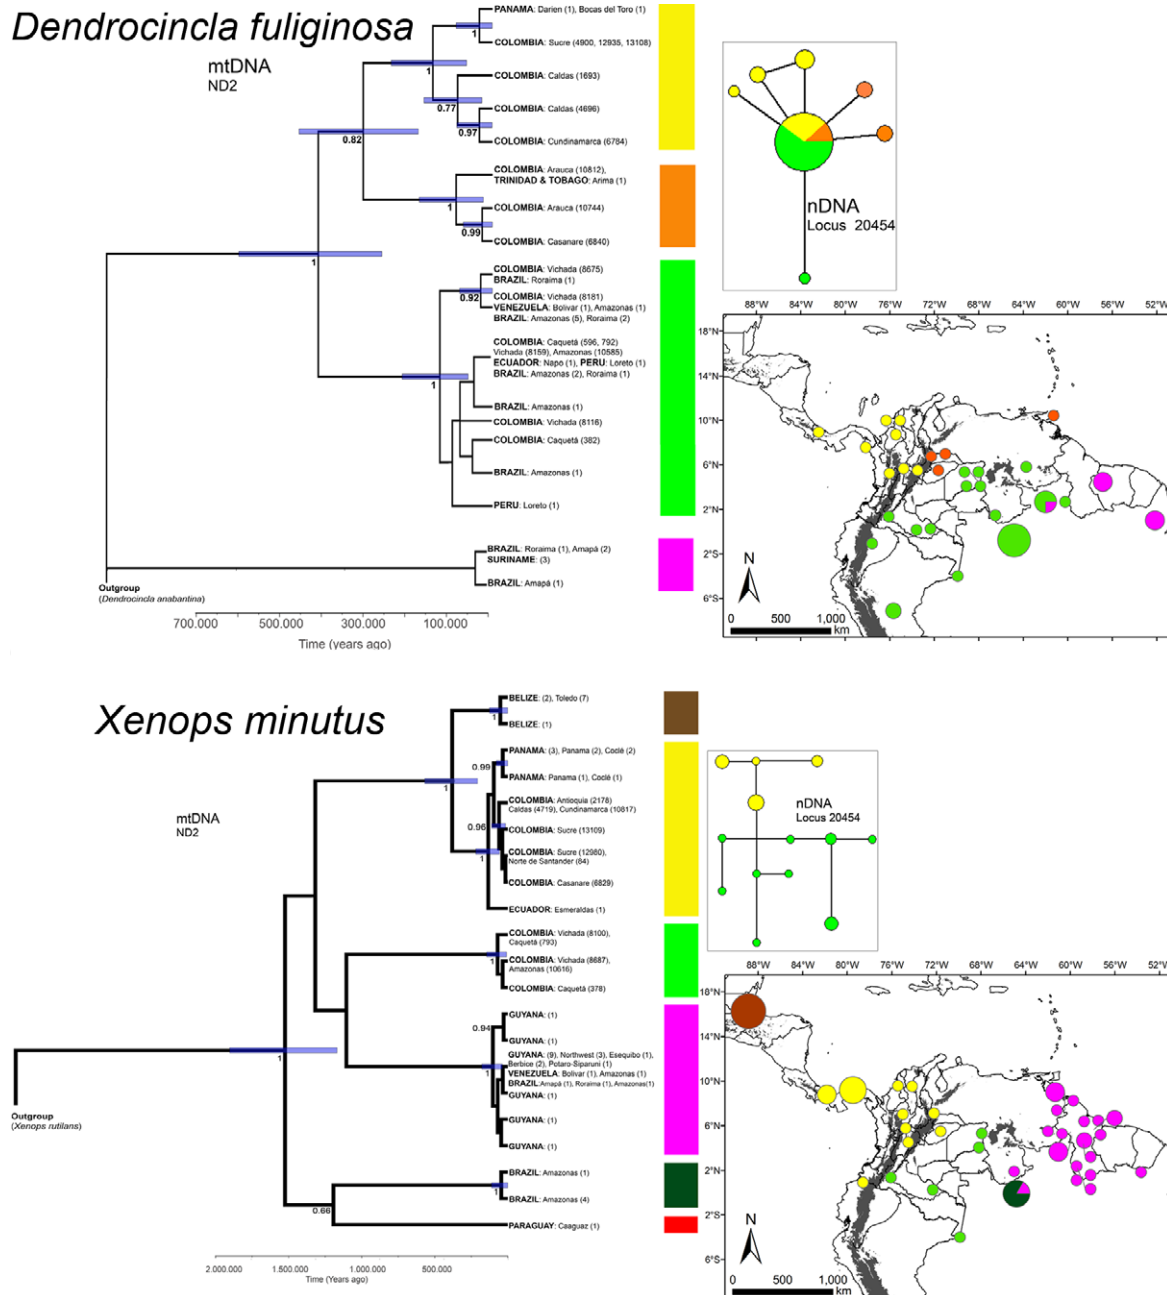 Dendrocincla fuliginosa
mtDNA
ND2
PANAMA: Darien (1), Bocas del Toro (1)
COLOMBIA: Sucre (4900, 12935, 13108)
COLOMBIA: Caldas (1693)
COLOMBIA: Caldas (4696)
COLOMBIA: Cundinamarca (6784)
COLOMBIA: Arauca (10812),
TRINIDAD & TOBAGO: Arima (1)
COLOMBIA: Arauca (10744)
COLOMBIA: Casanare (6840)
COLOMBIA: Vichada (8675)
BRAZIL: Roraima (1)
COLOMBIA: Vichada (8181)
VENEZUELA: Bolivar (1), Amazonas (1)
BRAZIL: Amazonas (5), Roraima (2)
COLOMBIA: Caquetá (596, 792)
Vichada (8159), Amazonas (10585)
ECUADOR: Napo (1), PERU: Loreto (1)
BRAZIL: Amazonas (2), Roraima (1)
BRAZIL: Amazonas (1)
COLOMBIA: Vichada (8116)
COLOMBIA: Caquetá (382)
BRAZIL: Amazonas (1)
PERU: Loreto (1)
BRAZIL: Roraima (1), Amapá (2)
SURINAME: (3)
BRAZIL: Amapá (1)
1
1
0.77
0.97
0.82
1
0.99
1
0.92
1
Outgroup
(Dendrocincla anabantina)
700.000 500.000 300.000 100.000
Time (years ago)
nDNA
Locus 20454
88°W 84°W 80°W 76°W 72°W 68°W 64°W 60°W 56°W 52°W
18°N
14°N
10°N
6°N
2°N
2°S
6°S
N
0 500 1,000
km
Xenops minutus
mtDNA
ND2
BELIZE: (2), Toledo (7)
BELIZE: (1)
PANAMA: (3), Panama (2), Coclé (2)
PANAMA: Panama (1), Coclé (1)
COLOMBIA: Antioquia (2178)
Caldas (4719), Cundinamarca (10817)
COLOMBIA: Sucre (13109)
COLOMBIA: Sucre (12980),
Norte de Santander (84)
COLOMBIA: Casanare (6829)
ECUADOR: Esmeraldas (1)
COLOMBIA: Vichada (8100),
Caquetá (793)
COLOMBIA: Vichada (8687),
Amazonas (10616)
COLOMBIA: Caquetá (378)
GUYANA: (1)
GUYANA: (1)
GUYANA: (9), Northwest (3), Esequibo (1),
Berbice (2), Potaro-Siparuni (1)
VENEZUELA: Bolivar (1), Amazonas (1)
BRAZIL: Amapá (1), Roraima (1), Amazonas(1)
GUYANA: (1)
GUYANA: (1)
GUYANA: (1)
BRAZIL: Amazonas (1)
BRAZIL: Amazonas (4)
PARAGUAY: Caaguaz (1)
1
0.99
1
0.96
1
1
0.94
1
1
1
0.66
Outgroup
(Xenops rutilans)
2.000.000 1.500.000 1.000.000 500.000
Time (Years ago)
nDNA
Locus 20454
88°W 84°W 80°W 76°W 72°W 68°W 64°W 60°W 56°W 52°W
18°N
14°N
10°N
6°N
2°N
2°S
6°S
N
0 500 1,000
km